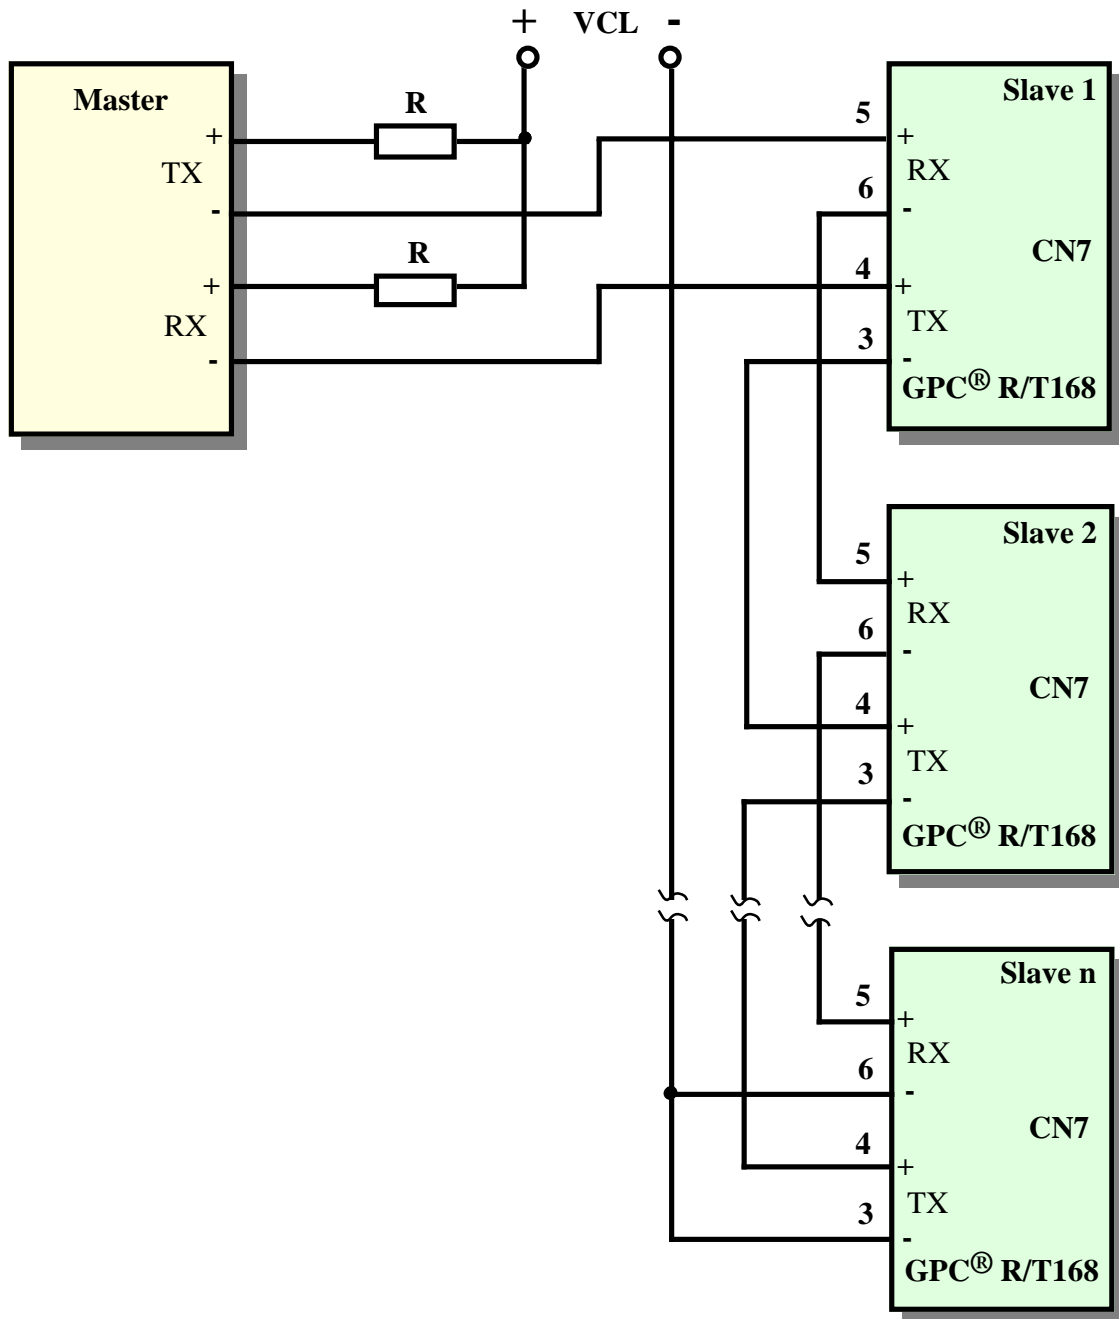 + VCL -
Master
+
TX
-
+
RX
-
R
R
Slave 1
5
+
RX
6
-
CN7
4
+
TX
3
-
GPC® R/T168
Slave 2
5
+
RX
6
-
CN7
4
+
TX
3
-
GPC® R/T168
Slave n
5
+
RX
6
-
CN7
4
+
TX
3
-
GPC® R/T168